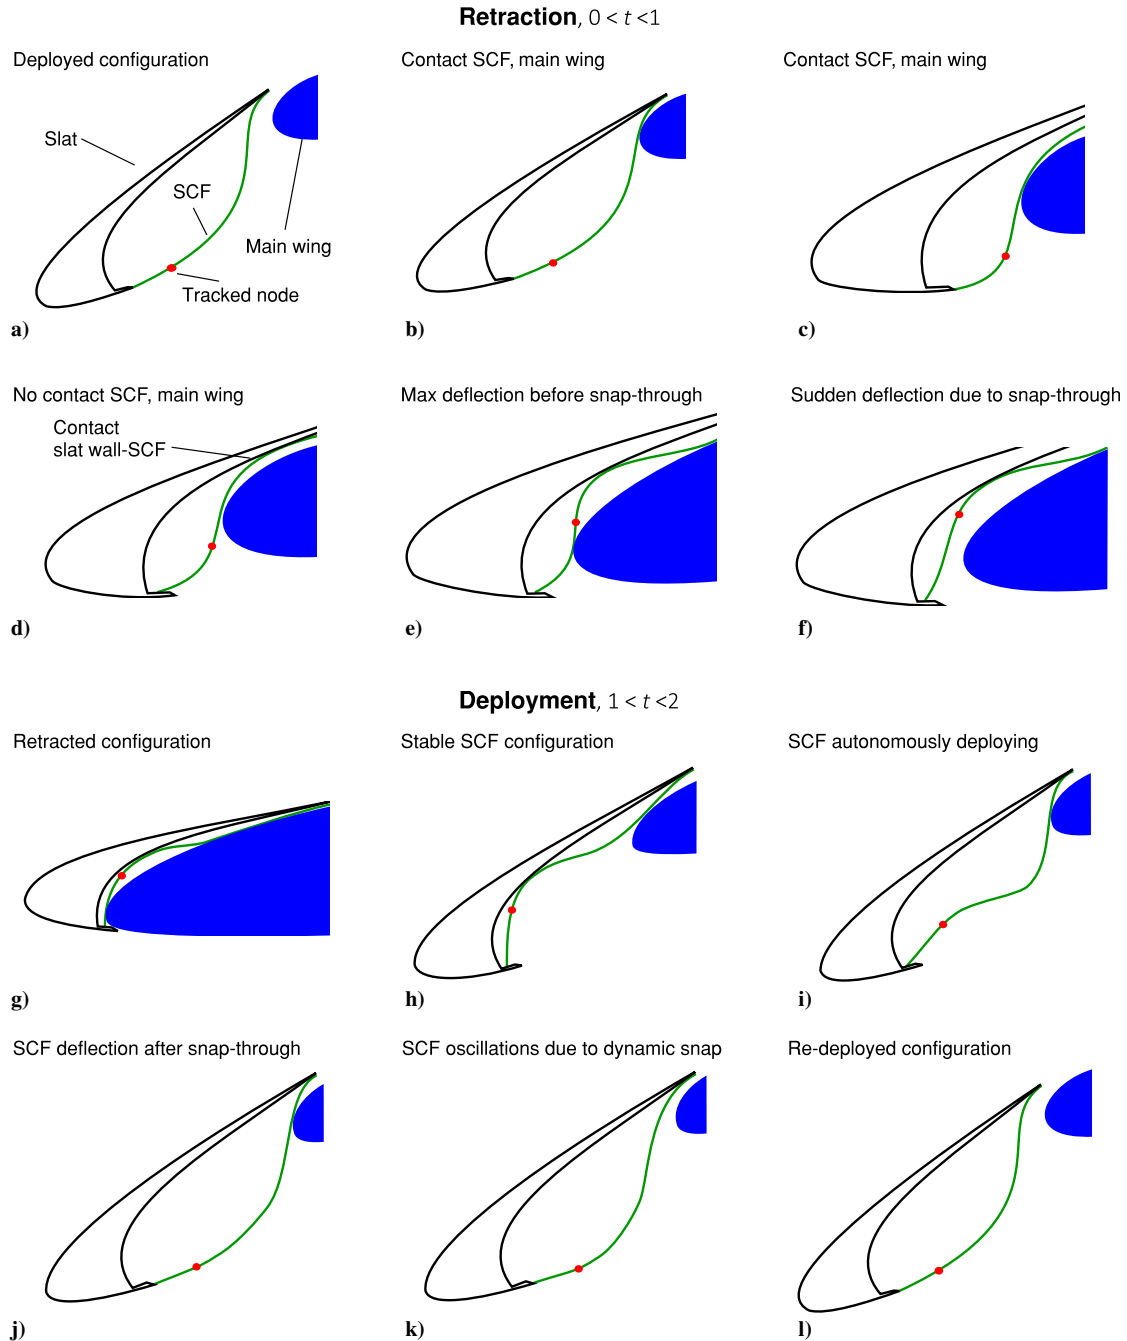 Retraction, 0 < t <1
Deployed configuration
Contact SCF, main wing
Contact SCF, main wing
Slat
SCF
Main wing
Tracked node
a)
b)
c)
No contact SCF, main wing
Max deflection before snap-through
Sudden deflection due to snap-through
Contact
slat wall-SCF
d)
e)
f)
Deployment, 1 < t <2
Retracted configuration
Stable SCF configuration
SCF autonomously deploying
g)
h)
i)
SCF deflection after snap-through
SCF oscillations due to dynamic snap
Re-deployed configuration
j)
k)
l)